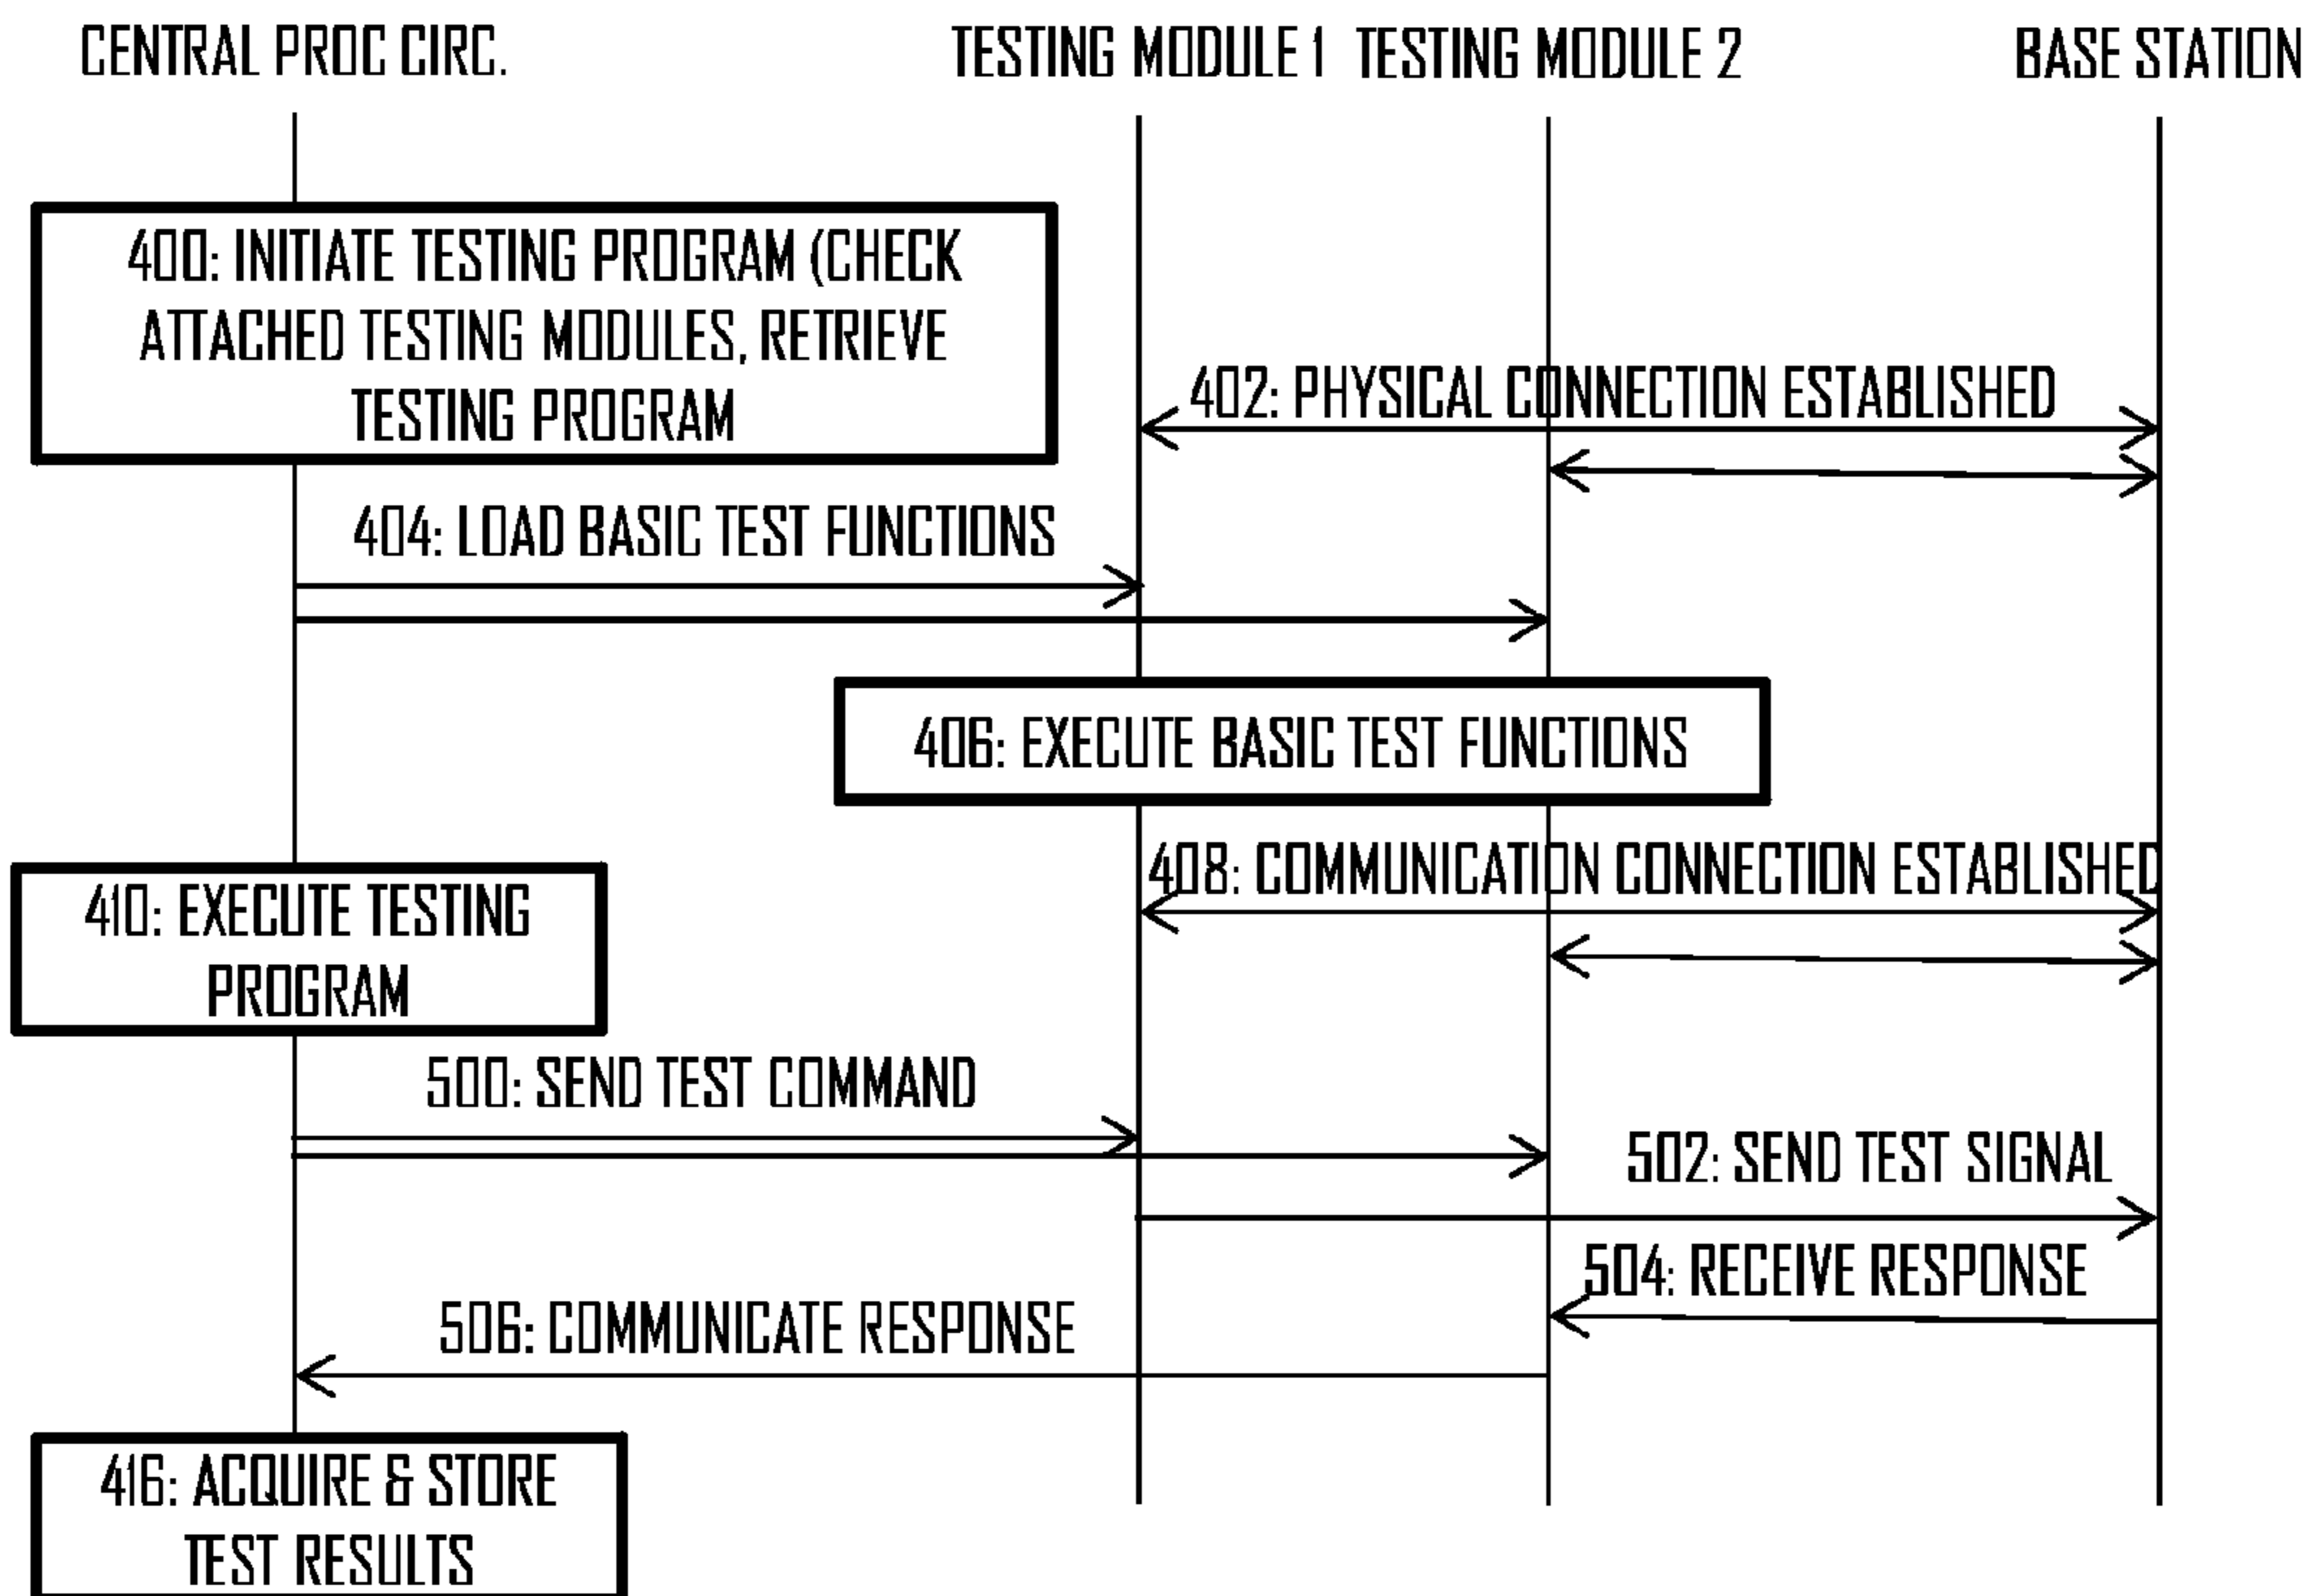 CENTRAL PROC CIRC.
TESTING MODULE 1
TESTING MODULE 2
BASE STATION
400: INITIATE TESTING PROGRAM (CHECK
ATTACHED TESTING MODULES, RETRIEVE
TESTING PROGRAM
402: PHYSICAL CONNECTION ESTABLISHED
404: LOAD BASIC TEST FUNCTIONS
406: EXECUTE BASIC TEST FUNCTIONS
408: COMMUNICATION CONNECTION ESTABLISHED
410: EXECUTE TESTING
PROGRAM
500: SEND TEST COMMAND
502: SEND TEST SIGNAL
504: RECEIVE RESPONSE
506: COMMUNICATE RESPONSE
416: ACQUIRE & STORE
TEST RESULTS